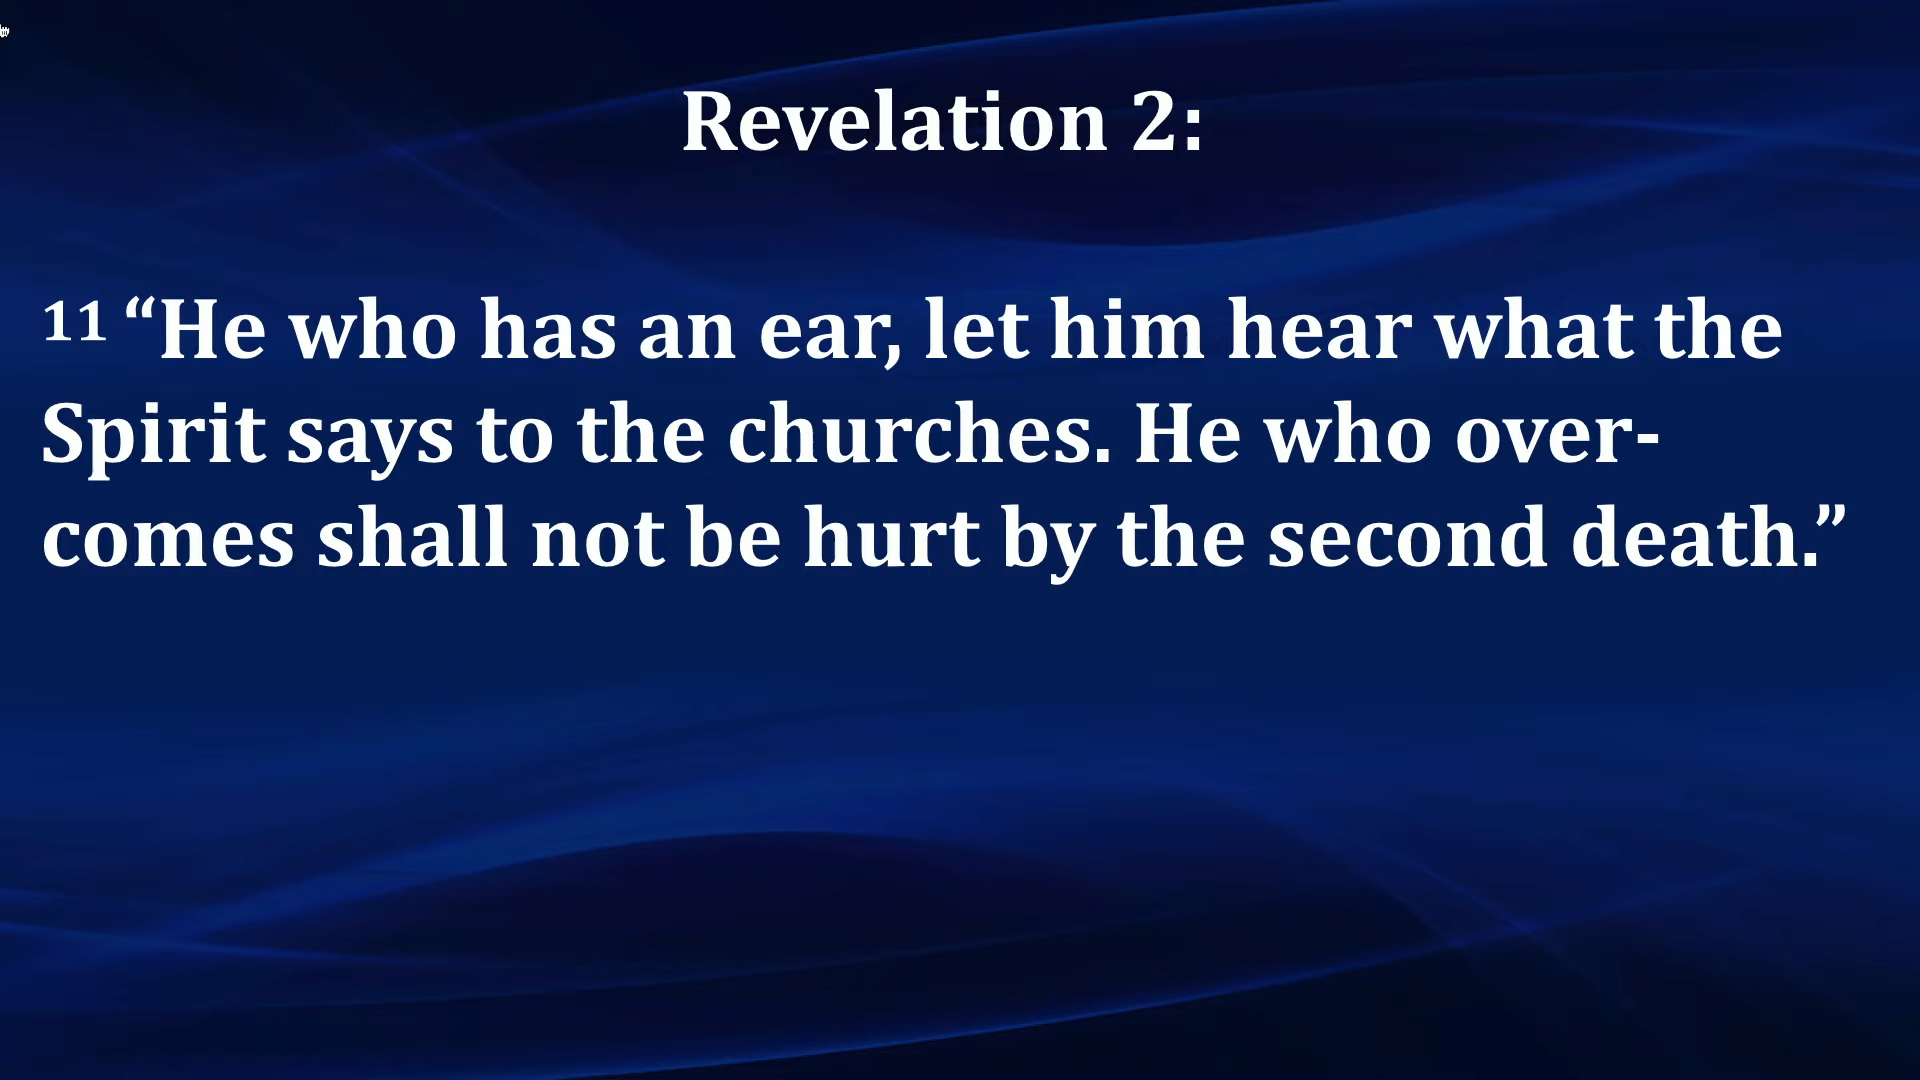 Revelation 2:
11 “He who has an ear, let him hear what the
Spirit says to the churches. He who over-
comes shall not be hurt by the second death.”